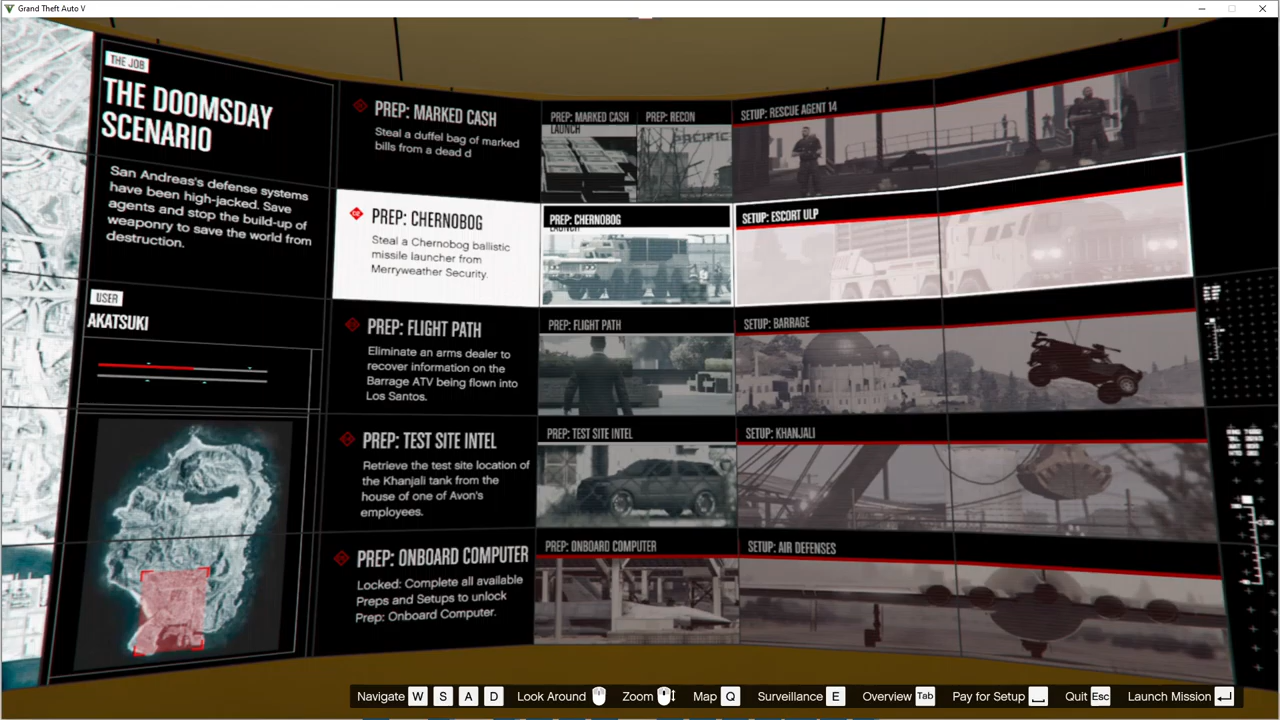 Grand Theft Auto V
THE JOB
THE DOOMSDAY
SCENARIO
San Andreas's defense systems
have been high-jacked. Save
agents and stop the build-up of
weaponry to save the world from
destruction.
USER
AKATSUKI
PREP: MARKED CASH
Steal a duffel bag of marked
bills from a dead d
PREP: CHERNOBOG
Steal a Chernobog ballistic
missile launcher from
Merryweather Security.
PREP: FLIGHT PATH
Eliminate an arms dealer to
recover information on the
Barrage ATV being flown into
Los Santos.
PREP: TEST SITE INTEL
Retrieve the test site location of
the Khanjali tank from the
house of one of Avon's
employees.
PREP: ONBOARD COMPUTER
Locked: Complete all available
Preps and Setups to unlock
Prep: Onboard Computer.
PREP: MARKED CASH
LAUNCH
PREP: RECON
PACIFIC
SETUP: RESCUE AGENT 14
PREP: CHERNOBOG
LAUNCH
SETUP: ESCORT ULP
PREP: FLIGHT PATH
SETUP: BARRAGE
PREP: TEST SITE INTEL
SETUP: KHANJALI
PREP: ONBOARD COMPUTER
SETUP: AIR DEFENSES
Navigate W S A D Look Around Zoom Map Q Surveillance E Overview Tab Pay for Setup Quit Esc Launch Mission